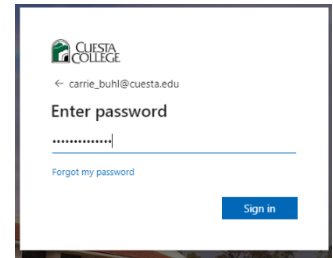 CUESTA
COLLEGE
← carrie_buhl@cuesta.edu
Enter password
••••••••••••••
Forgot my password
Sign in